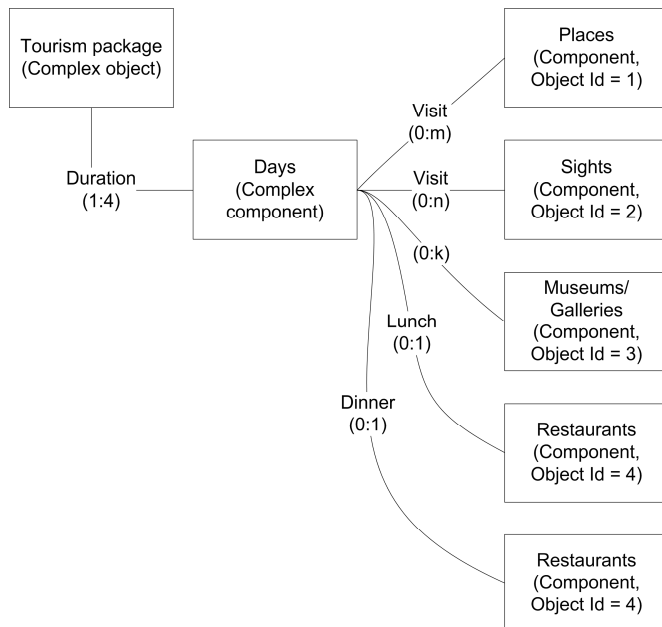 Tourism package
(Complex object)
Duration
(1:4)
Days
(Complex
component)
Visit
(0:m)
Visit
(0:n)
(0:k)
Lunch
(0:1)
Dinner
(0:1)
Places
(Component,
Object Id = 1)
Sights
(Component,
Object Id = 2)
Museums/
Galleries
(Component,
Object Id = 3)
Restaurants
(Component,
Object Id = 4)
Restaurants
(Component,
Object Id = 4)